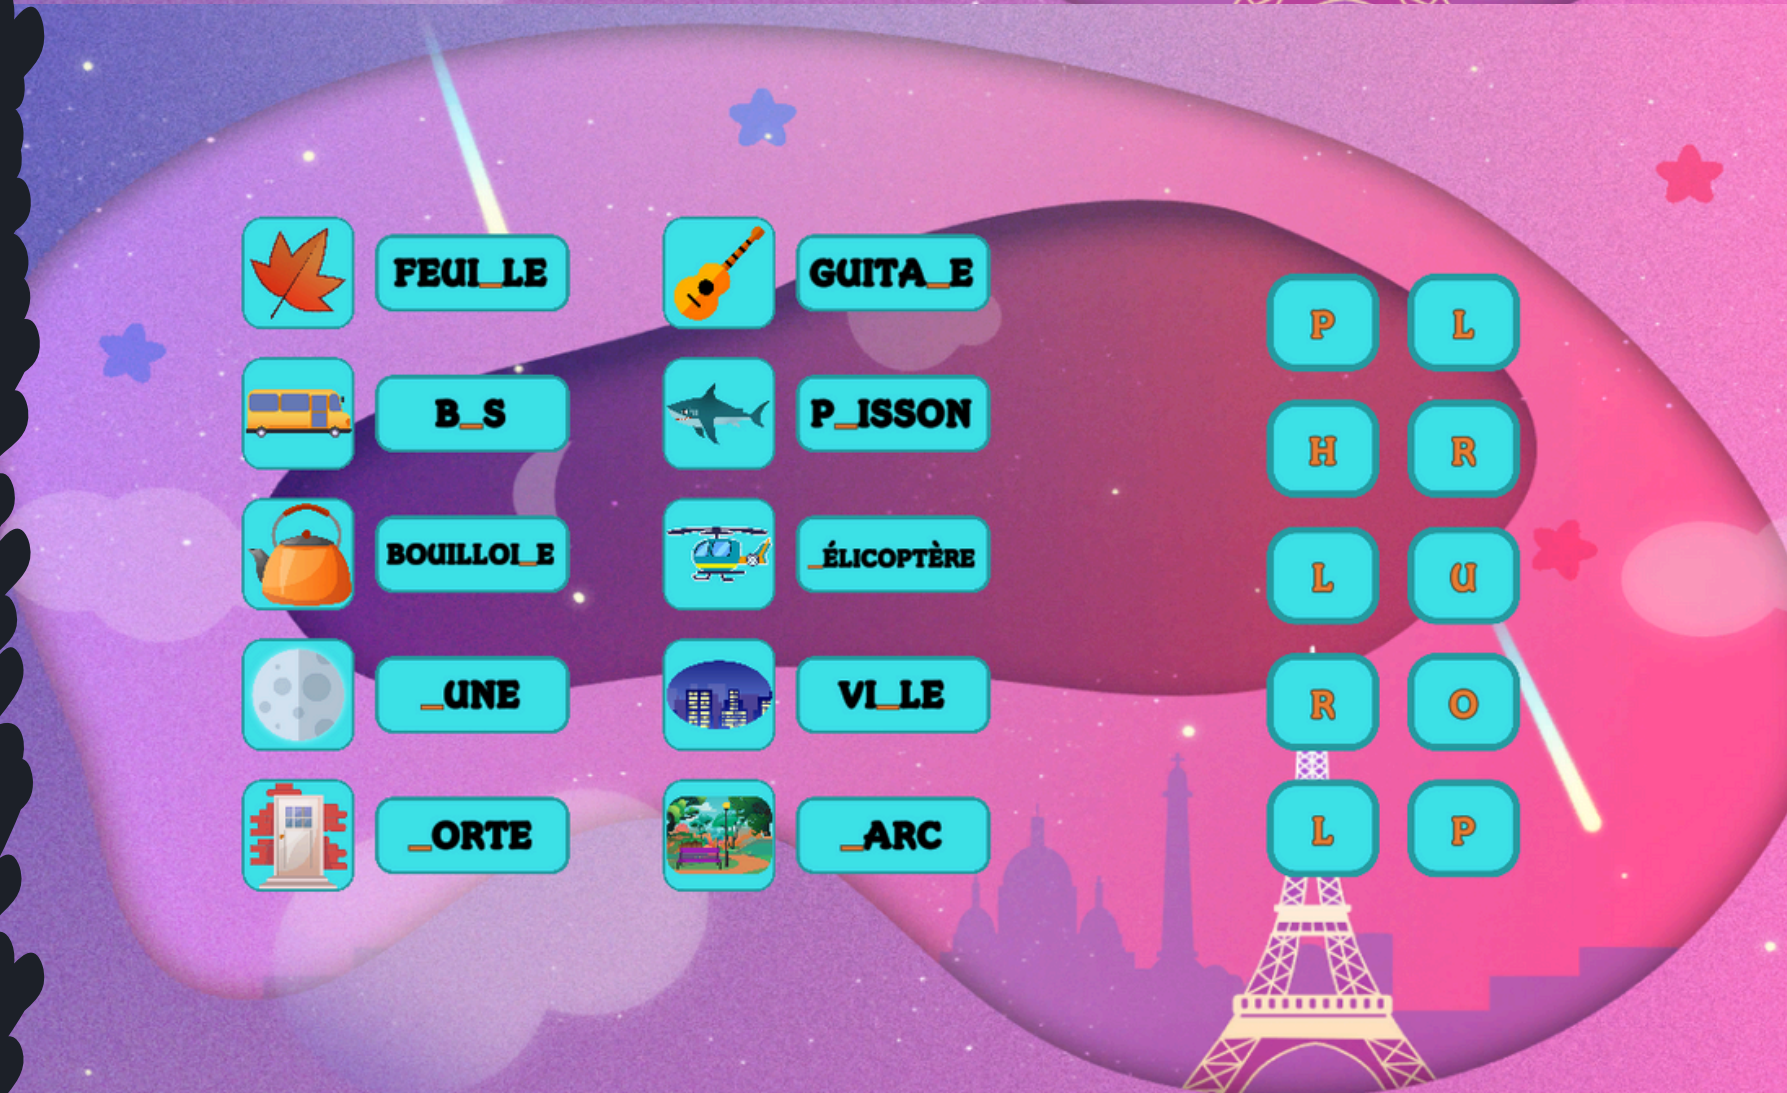 FEUI_LE
GUITA_E
B_S
P_ISSON
BOUILLOI_E
_ÉLICOPTÈRE
_UNE
VI_LE
_ORTE
_ARC
P L
H R
L U
R O
L P